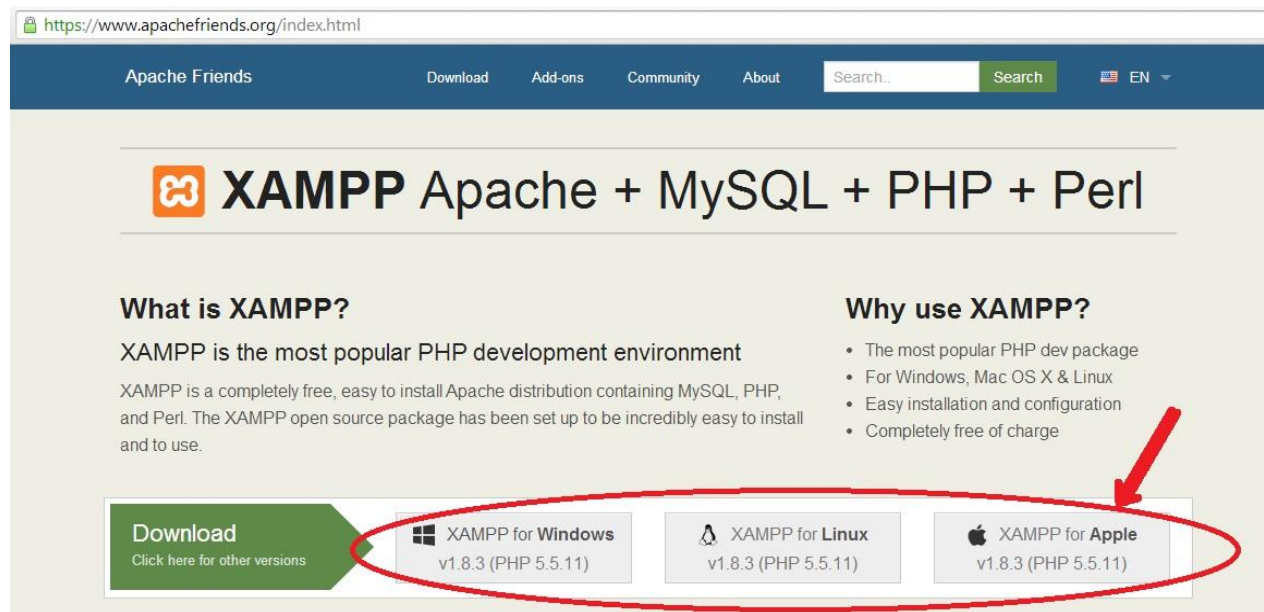 https://www.apachefriends.org/index.html
Apache Friends Download Add-ons Community About Search.. Search EN
XAMPP Apache + MySQL + PHP + Perl
What is XAMPP?
XAMPP is the most popular PHP development environment
XAMPP is a completely free, easy to install Apache distribution containing MySQL, PHP,
and Perl. The XAMPP open source package has been set up to be incredibly easy to install
and to use.
Why use XAMPP?
• The most popular PHP dev package
• For Windows, Mac OS X & Linux
• Easy installation and configuration
• Completely free of charge
Download
Click here for other versions
XAMPP for Windows
v1.8.3 (PHP 5.5.11)
XAMPP for Linux
v1.8.3 (PHP 5.5.11)
XAMPP for Apple
v1.8.3 (PHP 5.5.11)